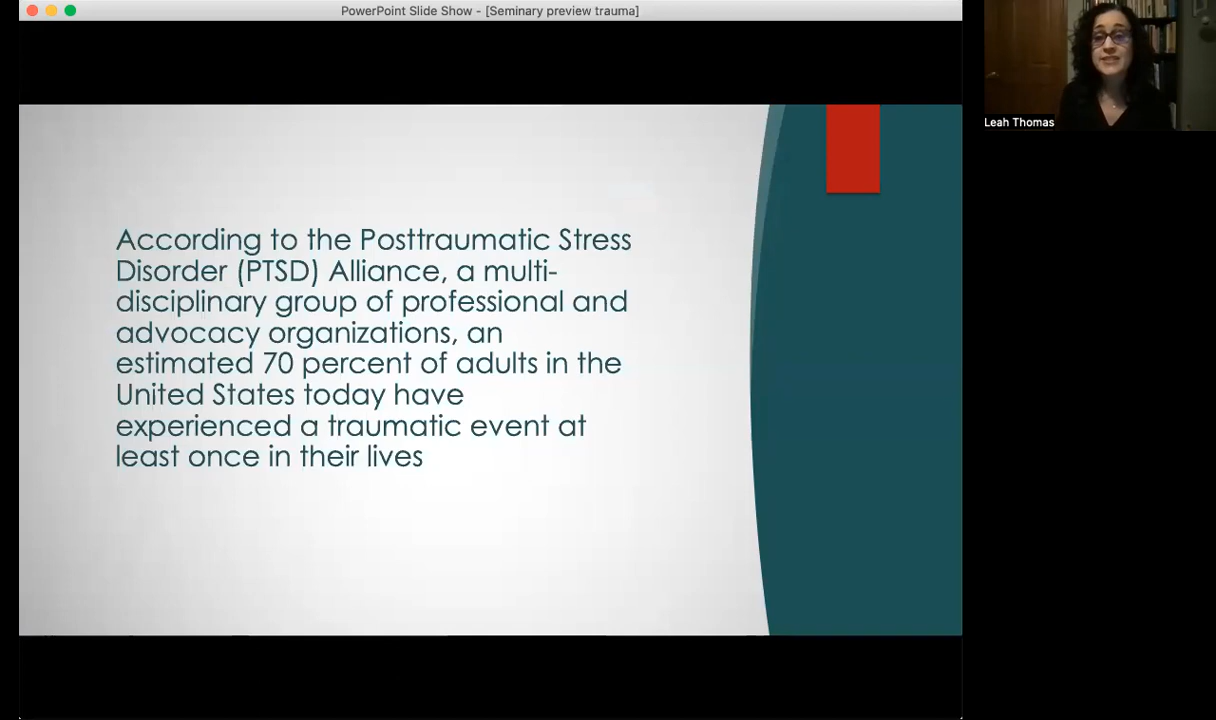 PowerPoint Slide Show - [Seminary preview trauma]
Leah Thomas
According to the Posttraumatic Stress
Disorder (PTSD) Alliance, a multi-
disciplinary group of professional and
advocacy organizations, an
estimated 70 percent of adults in the
United States today have
experienced a traumatic event at
least once in their lives